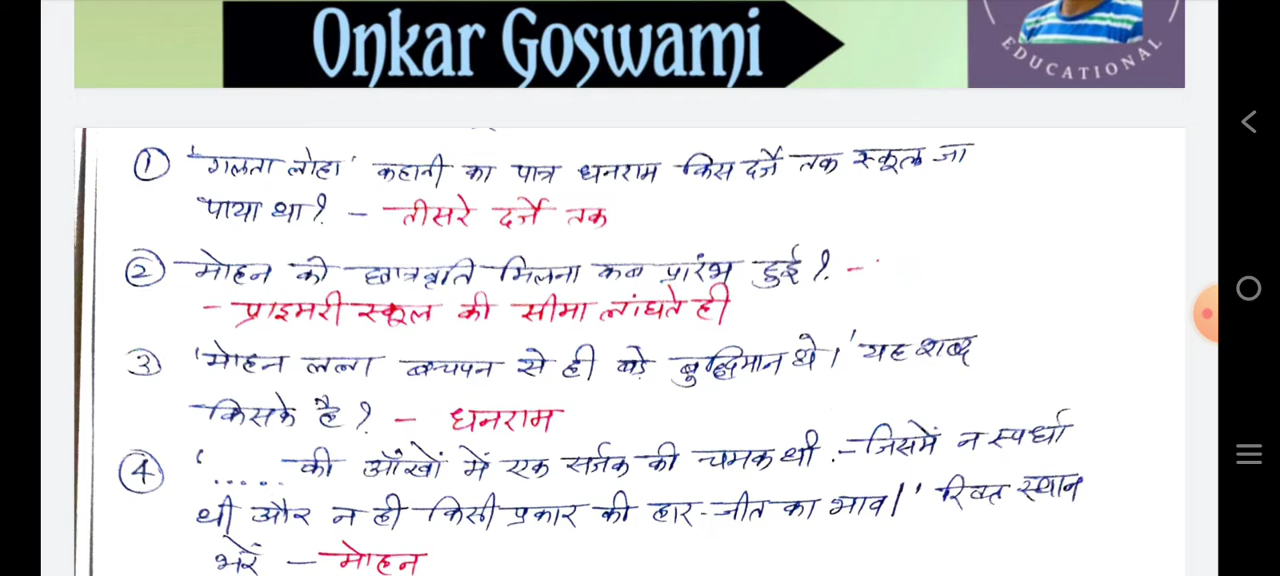 Onkar Goswami
EDUCATIONAL
① 'गलता लोहा' कहानी का पात्र धनराम किस दर्जे तक स्कूल जा
पाया था? - तीसरे दर्जे तक
② मोहन को छात्रवृति मिलना कब प्रारंभ हुई? -
- प्राइमरी स्कूल की सीमा लांघते ही
③ 'मोहन लला बचपन से ही बड़े बुद्धिमान थे।' यह शब्द
किसके है? - धनराम
④ '..... की आँखों में एक सर्जक की चमक थी - जिसमें न स्पर्धा
थी और न ही किसी प्रकार की हार-जीत का भाव।' रिक्त स्थान
भरें - मोहन